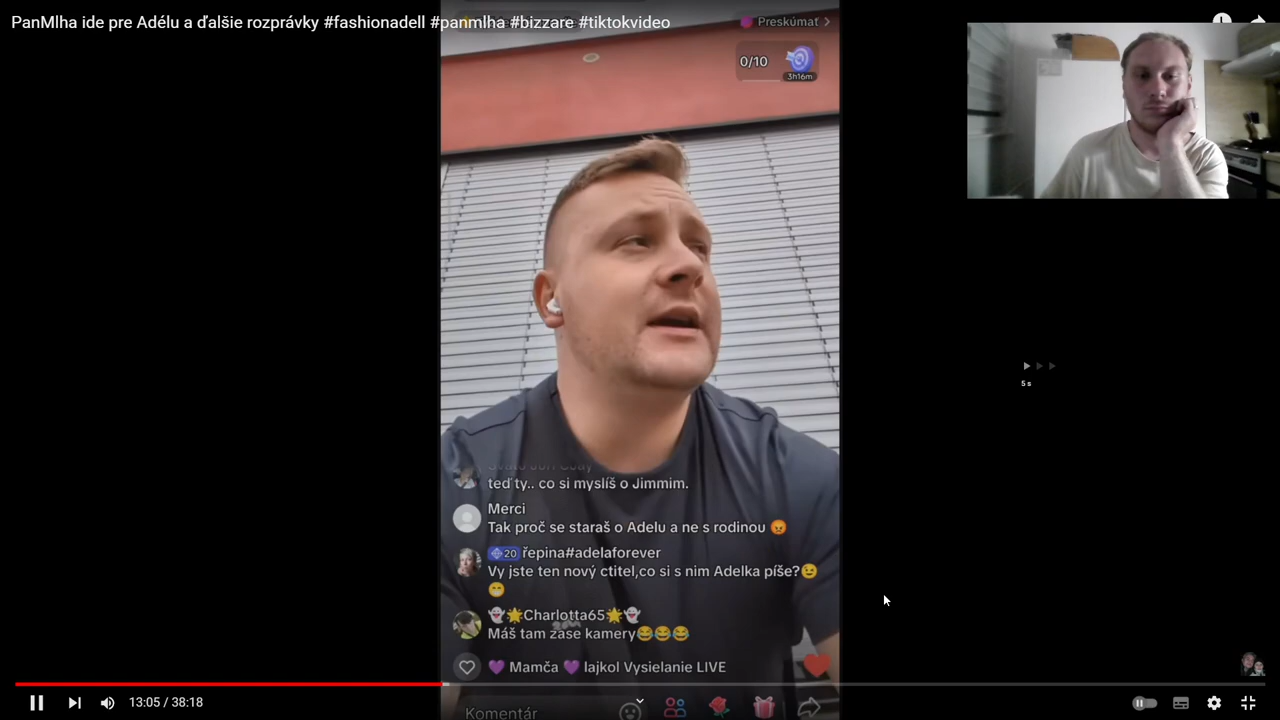 PanMlha ide pre Adélu a ďalšie rozprávky #fashionadell #panmlha #bizzare #tiktokvideo
Preskúmať >
0/10
3h16m
5 s
teď ty.. co si myslíš o Jimmim.
Merci
Tak proč se staraš o Adelu a ne s rodinou 😡
20 řepina#adelaforever
Vy jste ten nový ctitel,co si s nim Adelka píše?😉
😁
👻🌟Charlotta65🌟👻
Máš tam zase kamery😂😂😂
💜 Mamča 💜 lajkol Vysielanie LIVE
Komentár
13:05 / 38:18